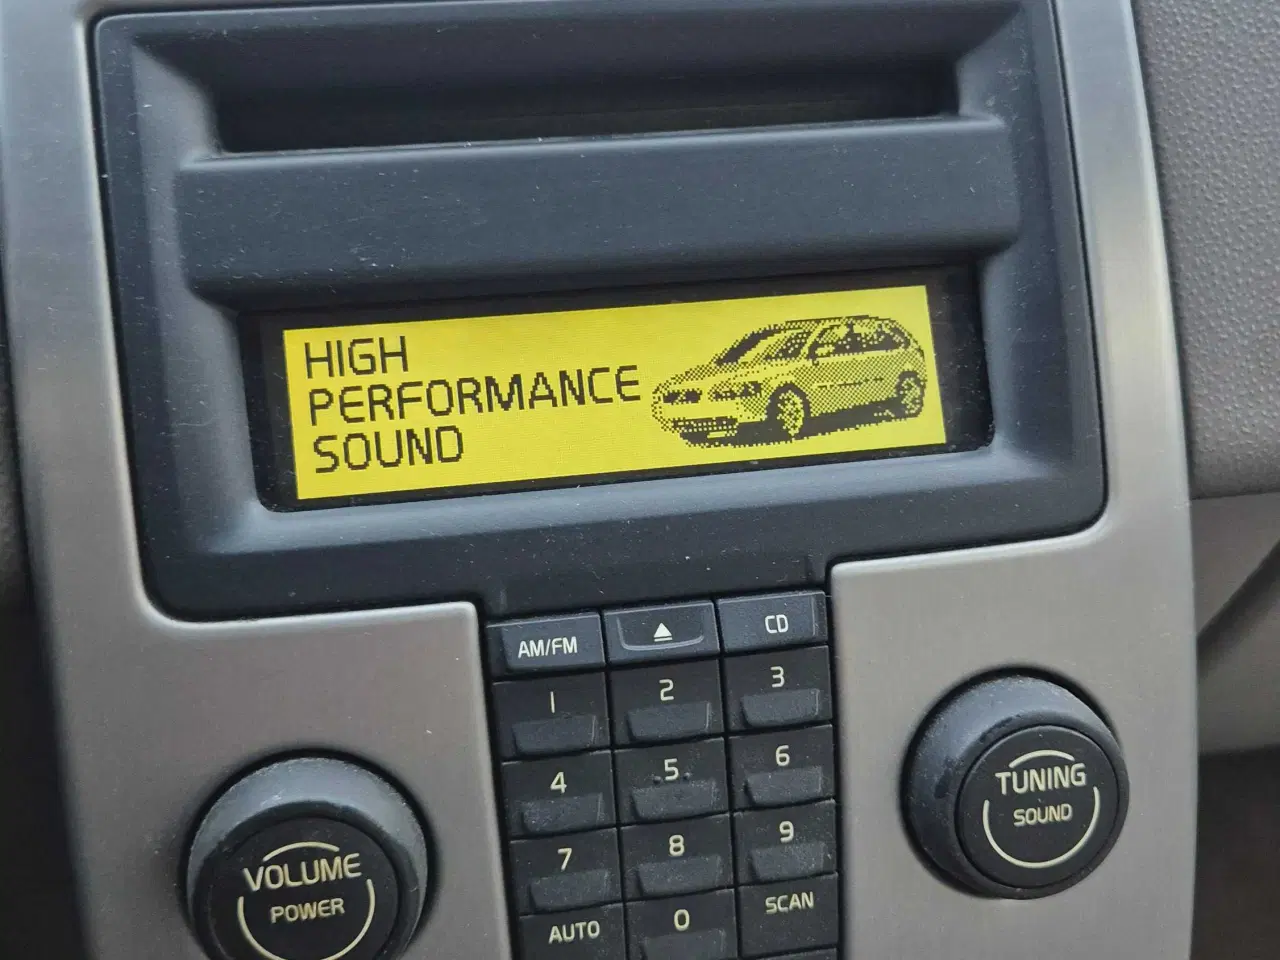 HIGH
PERFORMANCE
SOUND
AM/FM
CD
1
2
3
4
5
6
7
8
9
AUTO
0
SCAN
VOLUME
POWER
TUNING
SOUND